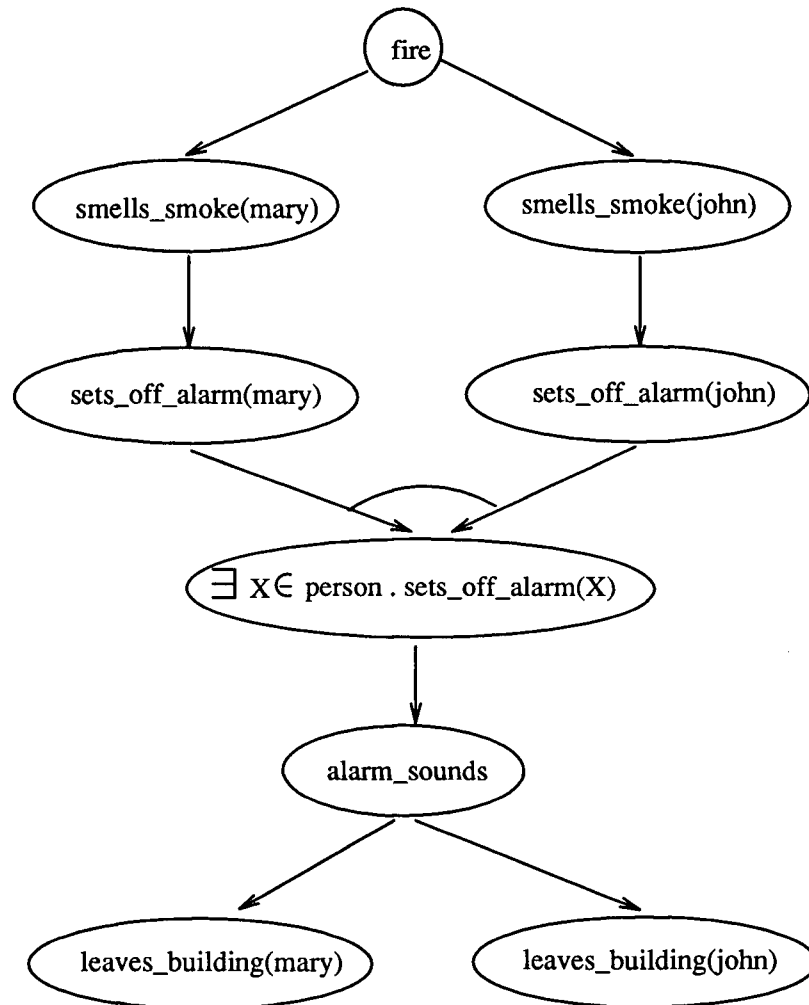 fire
smells_smoke(mary)
smells_smoke(john)
sets_off_alarm(mary)
sets_off_alarm(john)
∃ X∈ person . sets_off_alarm(X)
alarm_sounds
leaves_building(mary)
leaves_building(john)